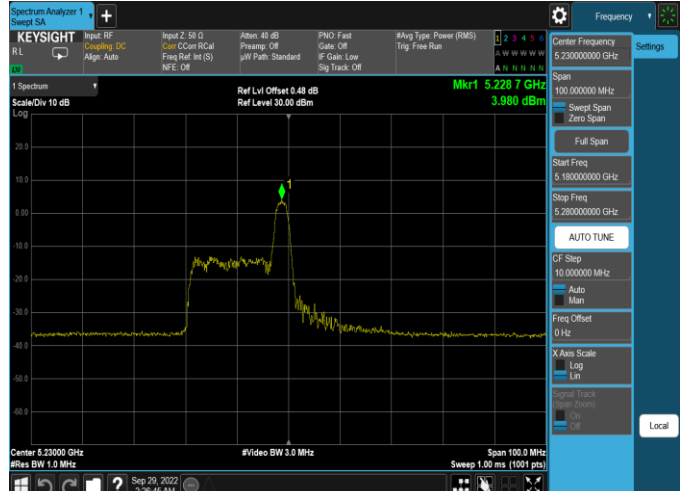 Spectrum Analyzer 1
Swept SA
Frequency
KEYSIGHT
R L
LV
Input: RF
Coupling: DC
Align: Auto
Input Z: 50 Ω
Corr CCorr RCal
Freq Ref: Int (S)
NFE: Off
Atten: 40 dB
Preamp: Off
µW Path: Standard
PNO: Fast
Gate: Off
IF Gain: Low
Sig Track: Off
#Avg Type: Power (RMS)
Trig: Free Run
1 2 3 4 5 6
A W W W W W
A N N N N N
1 Spectrum
Scale/Div 10 dB
Log
Ref Lvl Offset 0.48 dB
Ref Level 30.00 dBm
Mkr1 5.228 7 GHz
3.980 dBm
20.0
10.0
0.00
-10.0
-20.0
-30.0
-40.0
-50.0
-60.0
1
Center 5.23000 GHz
#Res BW 1.0 MHz
#Video BW 3.0 MHz
Span 100.0 MHz
Sweep 1.00 ms (1001 pts)
Sep 29, 2022
2:26:45 AM
Center Frequency
5.230000000 GHz
Settings
Span
100.000000 MHz
Swept Span
Zero Span
Full Span
Start Freq
5.180000000 GHz
Stop Freq
5.280000000 GHz
AUTO TUNE
CF Step
10.000000 MHz
Auto
Man
Freq Offset
0 Hz
X Axis Scale
Log
Lin
Signal Track
(Span Zoom)
On
Off
Local